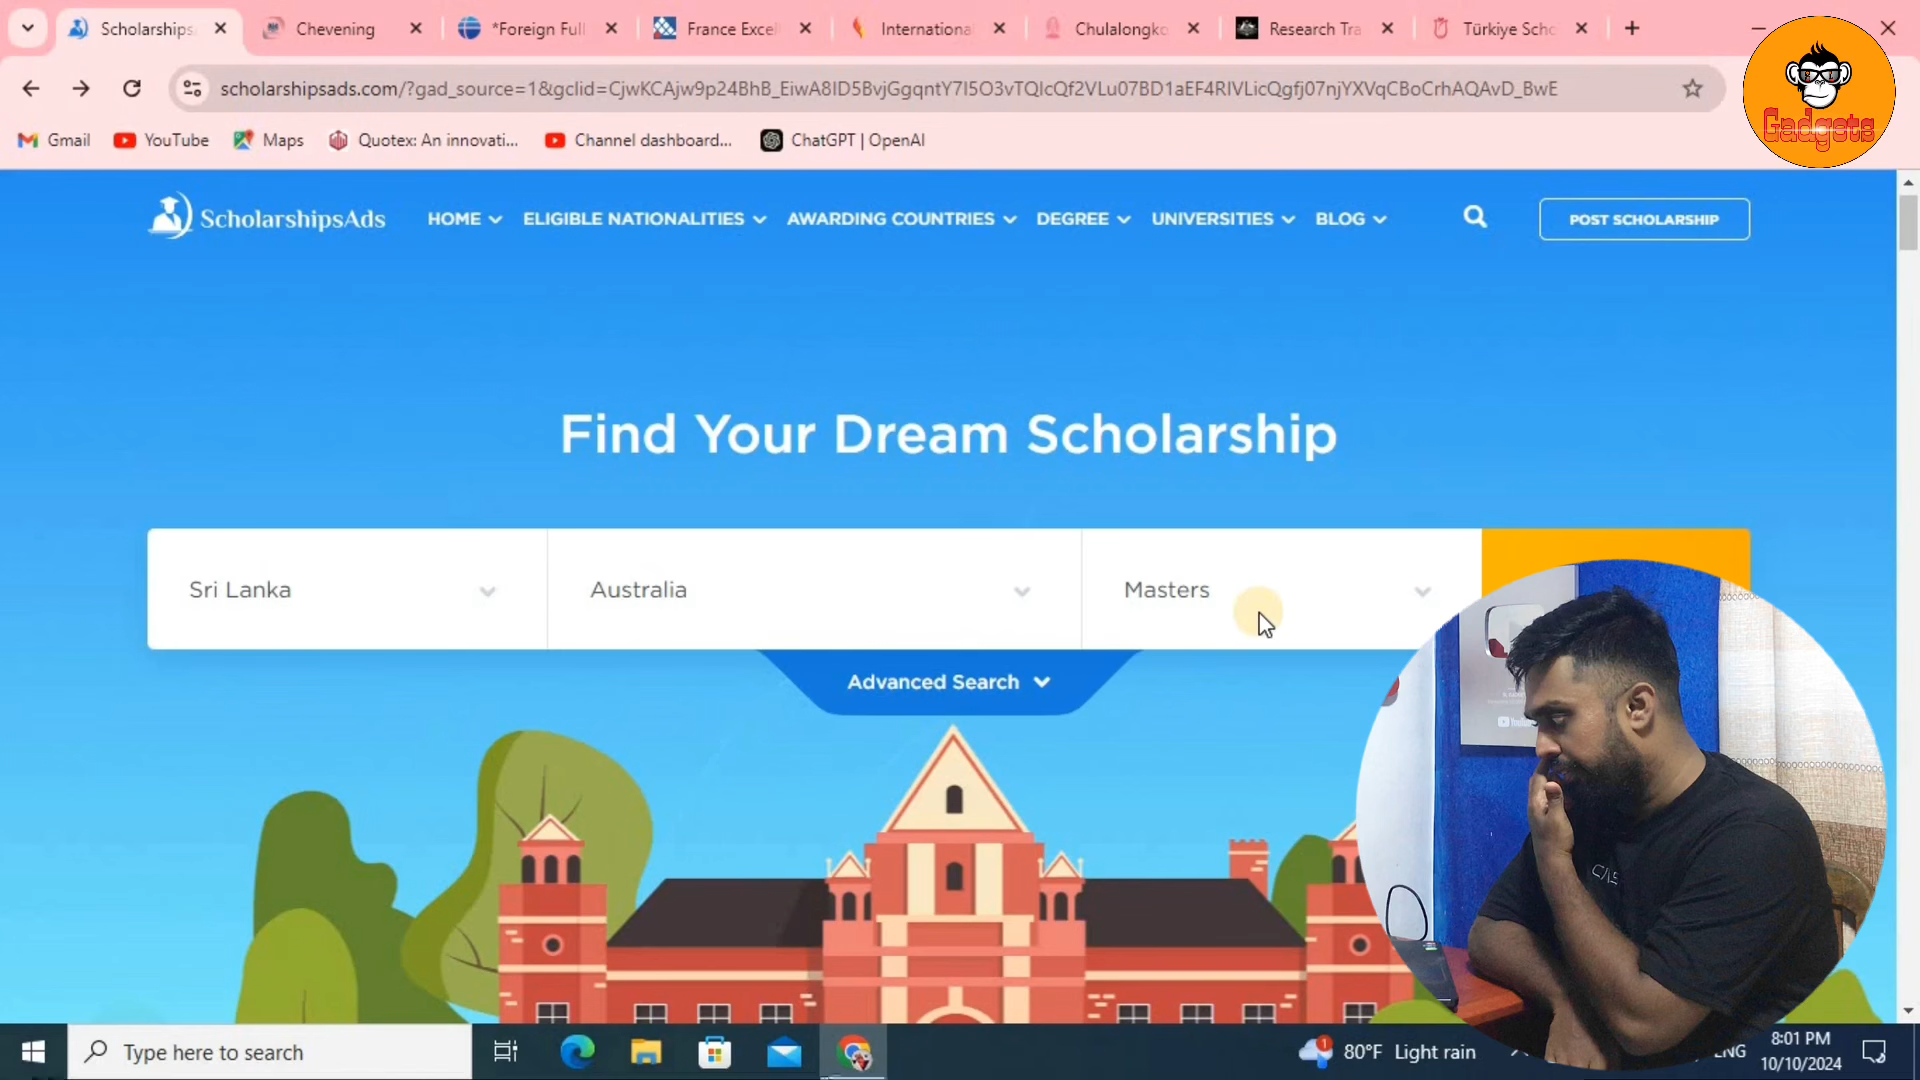 Scholarships
Chevening
*Foreign Full
France Excel
Internationa
Chulalongko
Research Tra
Türkiye Scho
scholarshipsads.com/?gad_source=1&gclid=CjwKCAjw9p24BhB_EiwA8ID5BvjGgqntY7I5O3vTQIcQf2VLu07BD1aEF4RIVLicQgfj07njYXVqCBoCrhAQAvD_BwE
Gadgets
Gmail
YouTube
Maps
Quotex: An innovati...
Channel dashboard...
ChatGPT | OpenAI
ScholarshipsAds
HOME
ELIGIBLE NATIONALITIES
AWARDING COUNTRIES
DEGREE
UNIVERSITIES
BLOG
POST SCHOLARSHIP
Find Your Dream Scholarship
Sri Lanka
Australia
Masters
Advanced Search
Type here to search
1
80°F Light rain
ENG
8:01 PM
10/10/2024